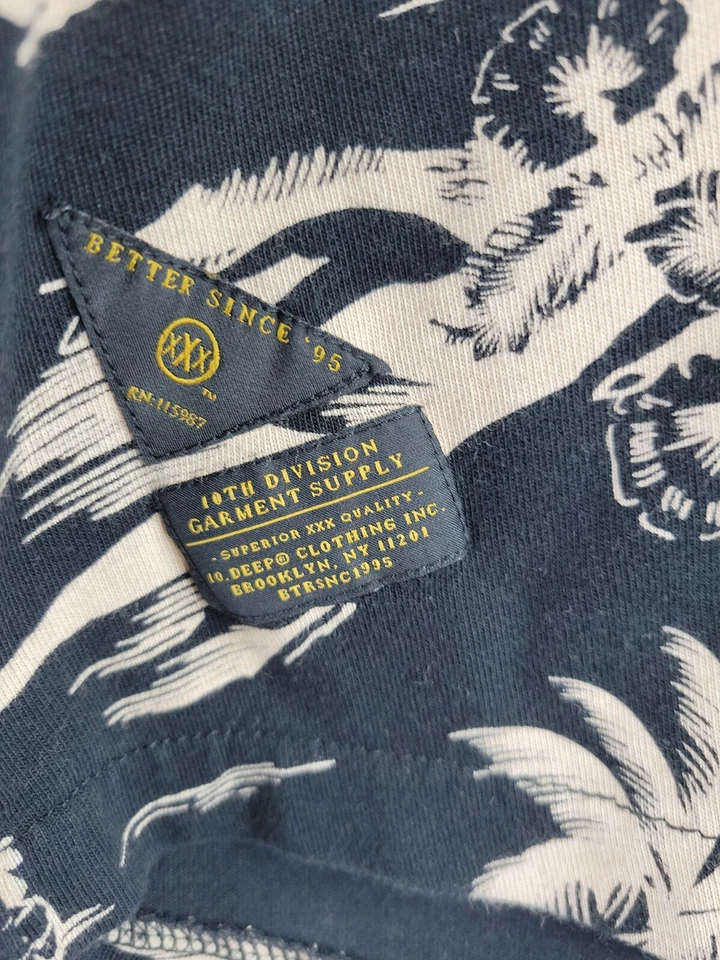 BETTER SINCE '95
XXX
TM
RN:115987
10TH DIVISION
GARMENT SUPPLY
- SUPERIOR XXX QUALITY -
10.DEEP® CLOTHING INC.
BROOKLYN, NY 11201
BTRSNC1995